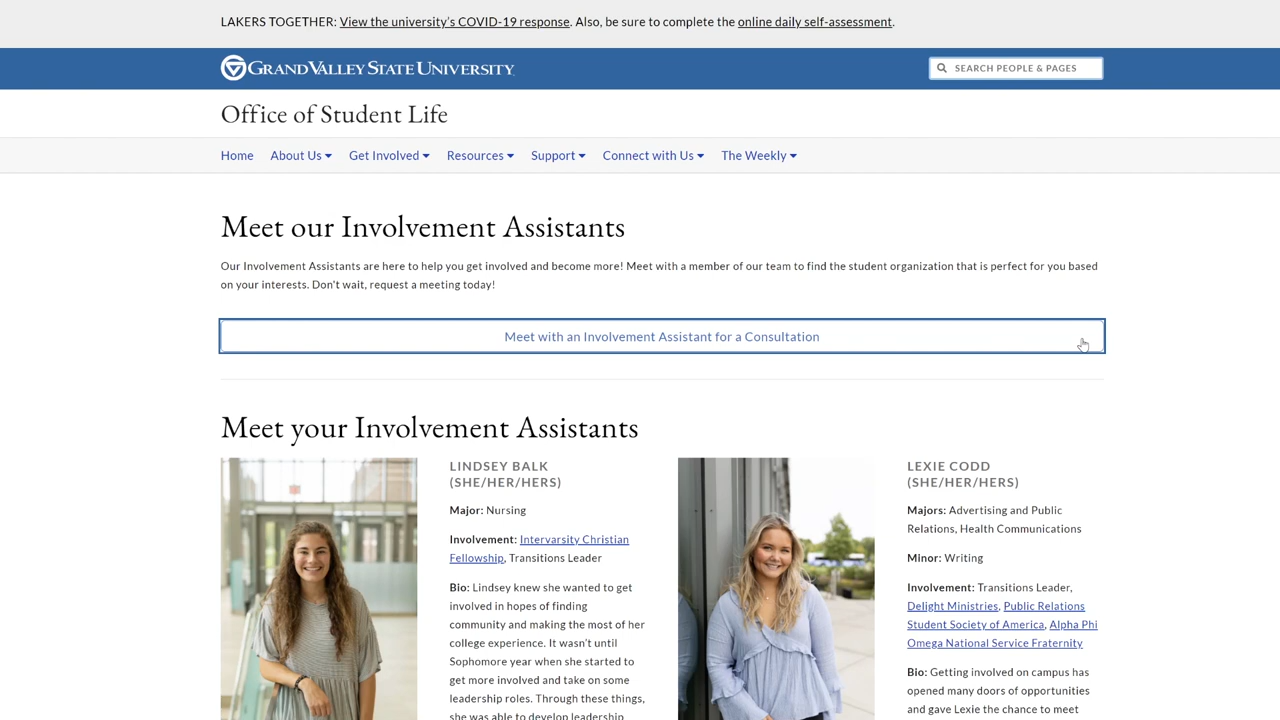 LAKERS TOGETHER: View the university's COVID-19 response. Also, be sure to complete the online daily self-assessment.
GRAND VALLEY STATE UNIVERSITY
SEARCH PEOPLE & PAGES
Office of Student Life
Home About Us Get Involved Resources Support Connect with Us The Weekly
Meet our Involvement Assistants
Our Involvement Assistants are here to help you get involved and become more! Meet with a member of our team to find the student organization that is perfect for you based
on your interests. Don't wait, request a meeting today!
Meet with an Involvement Assistant for a Consultation
Meet your Involvement Assistants
LINDSEY BALK
(SHE/HER/HERS)
Major: Nursing
Involvement: Intervarsity Christian
Fellowship, Transitions Leader
Bio: Lindsey knew she wanted to get
involved in hopes of finding
community and making the most of her
college experience. It wasn't until
Sophomore year when she started to
get more involved and take on some
leadership roles. Through these things,
she was able to develop leadership
LEXIE CODD
(SHE/HER/HERS)
Majors: Advertising and Public
Relations, Health Communications
Minor: Writing
Involvement: Transitions Leader,
Delight Ministries, Public Relations
Student Society of America, Alpha Phi
Omega National Service Fraternity
Bio: Getting involved on campus has
opened many doors of opportunities
and gave Lexie the chance to meet